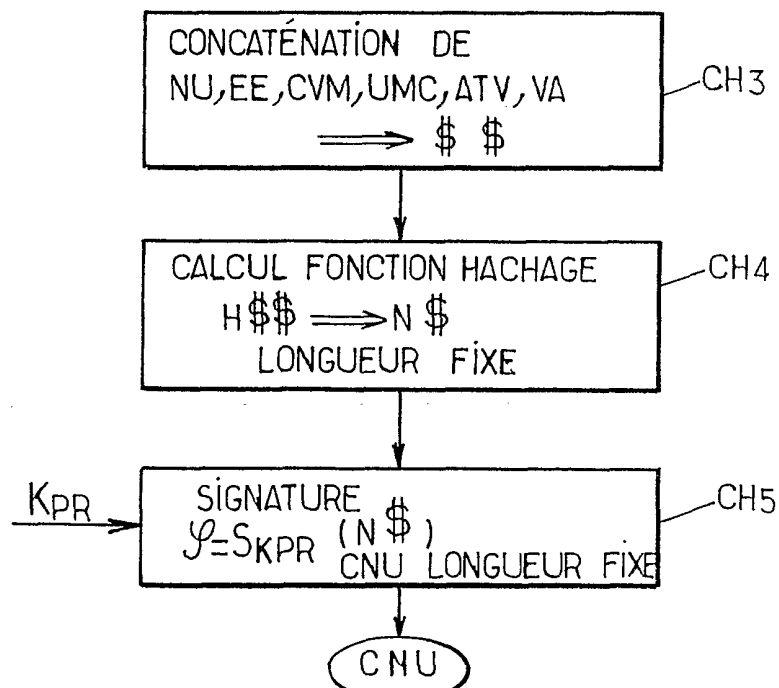 CONCATÉNATION DE
NU,EE,CVM,UMC,ATV,VA
⟹ $ $
CH3
CALCUL FONCTION HACHAGE
H$$ ⟹ N $
LONGUEUR FIXE
CH4
KPR
SIGNATURE
𝒮=SKPR (N $)
CNU LONGUEUR FIXE
CH5
CNU